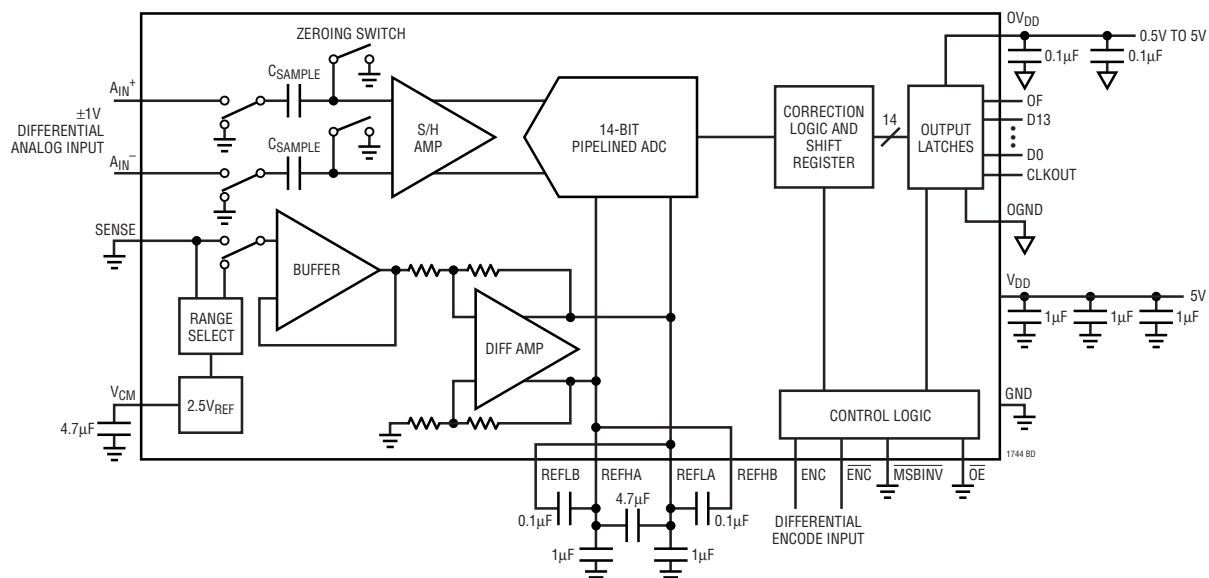 OVDD
0.5V TO 5V
0.1µF
0.1µF
ZEROING SWITCH
CSAMPLE
AIN+
±1V
DIFFERENTIAL
ANALOG INPUT
S/H
AMP
14-BIT
PIPELINED ADC
CORRECTION
LOGIC AND
SHIFT
REGISTER
14
OUTPUT
LATCHES
OF
D13
D0
CLKOUT
CSAMPLE
AIN–
OGND
SENSE
BUFFER
RANGE
SELECT
DIFF AMP
VDD
5V
1µF
1µF
1µF
VCM
4.7µF
2.5VREF
GND
CONTROL LOGIC
1744 BD
REFLB
REFHA
REFLA
REFHB
ENC
E̅N̅C̅
M̅S̅B̅I̅N̅V̅
O̅E̅
4.7µF
0.1µF
0.1µF
1µF
1µF
DIFFERENTIAL
ENCODE INPUT